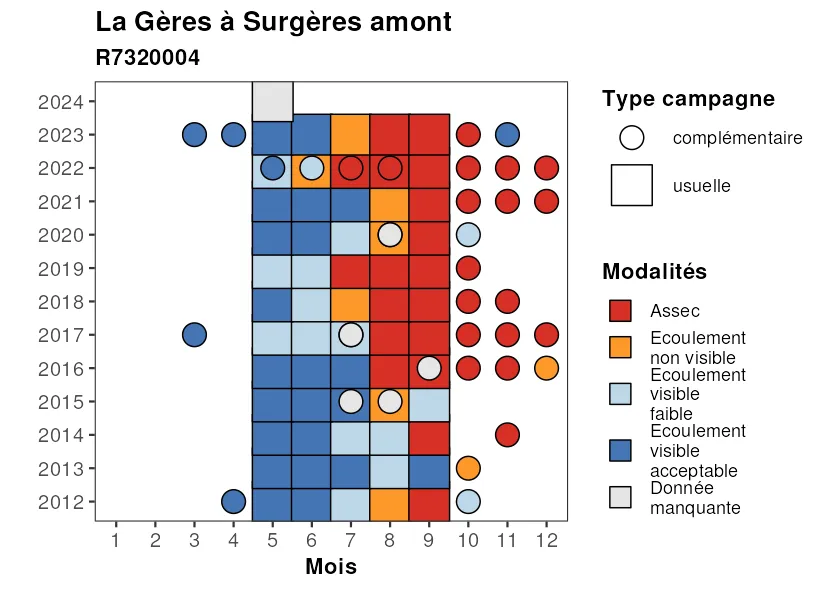 La Gères à Surgères amont
R7320004
2024
2023
2022
2021
2020
2019
2018
2017
2016
2015
2014
2013
2012
1 2 3 4 5 6 7 8 9 10 11 12
Mois
Type campagne
complémentaire
usuelle
Modalités
Assec
Ecoulement
non visible
Ecoulement
visible
faible
Ecoulement
visible
acceptable
Donnée
manquante